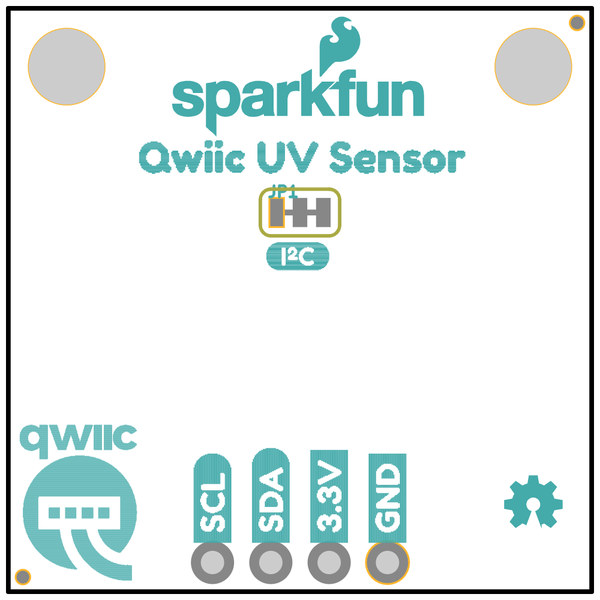 sparkfun
Qwiic UV Sensor
JP1
I²C
qwiic
SCL
SDA
3.3V
GND